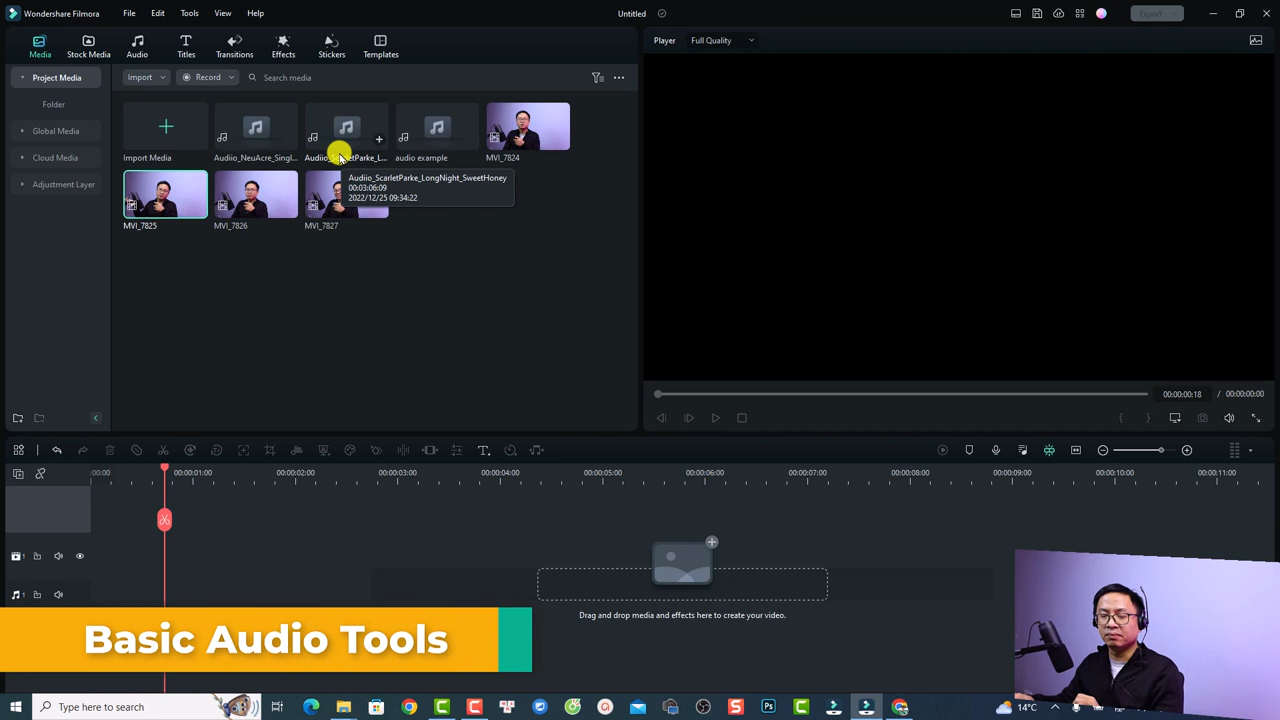 Wondershare Filmora File Edit Tools View Help Untitled Export
Media Stock Media Audio Titles Transitions Effects Stickers Templates
Player Full Quality
Project Media Import Record Search media
Folder
Global Media
Cloud Media
Adjustment Layer
Import Media Audiio_NeuAcre_Singl... Audiio_ScarletParke_L... audio example MVI_7824
Audiio_ScarletParke_LongNight_SweetHoney
00:03:06:09
2022/12/25 09:34:22
MVI_7825 MVI_7826 MVI_7827
00:00:00:18 / 00:00:00:00
:00:00 00:00:01:00 00:00:02:00 00:00:03:00 00:00:04:00 00:00:05:00 00:00:06:00 00:00:07:00 00:00:08:00 00:00:09:00 00:00:10:00 00:00:11:00
1
1
Drag and drop media and effects here to create your video.
Basic Audio Tools
Type here to search
14°C